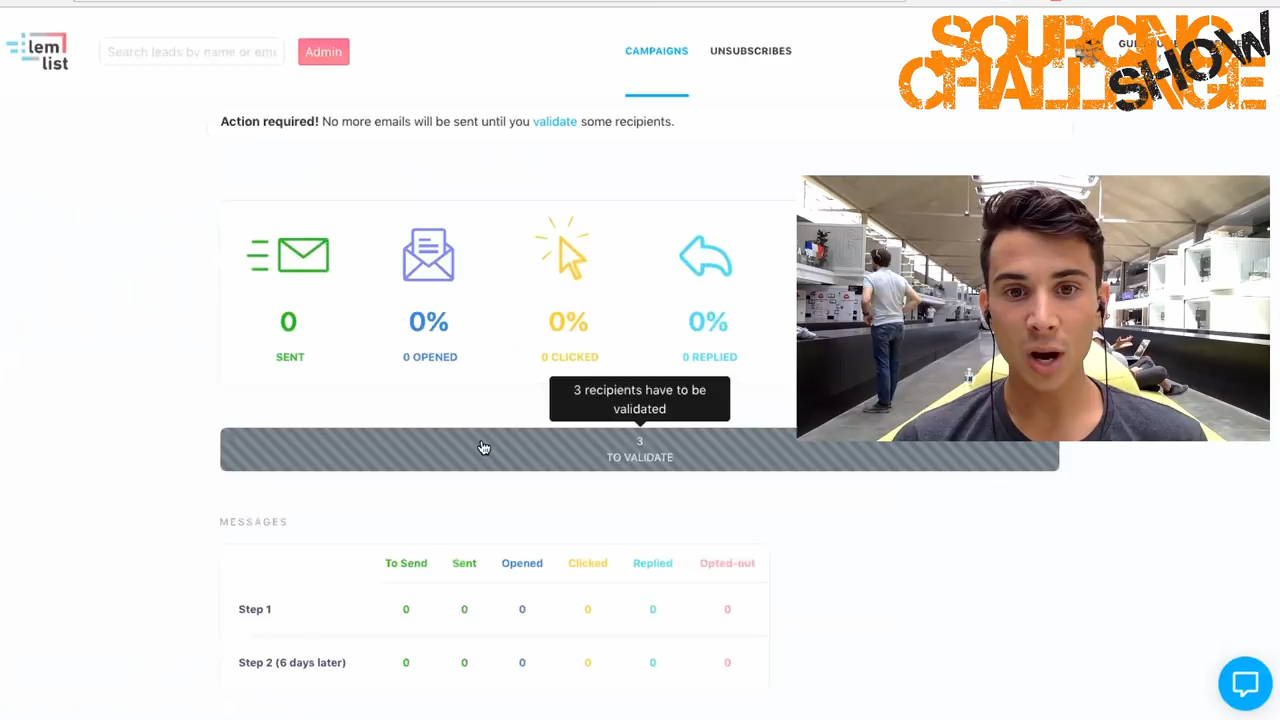 lem
list
Search leads by name or ema
Admin
CAMPAIGNS
UNSUBSCRIBES
SOURCING
CHALLENGE
SHOW
Action required! No more emails will be sent until you validate some recipients.
0
0%
0%
0%
SENT
0 OPENED
0 CLICKED
0 REPLIED
3 recipients have to be
validated
3
TO VALIDATE
MESSAGES
To Send Sent Opened Clicked Replied Opted-out
Step 1 0 0 0 0 0 0
Step 2 (6 days later) 0 0 0 0 0 0